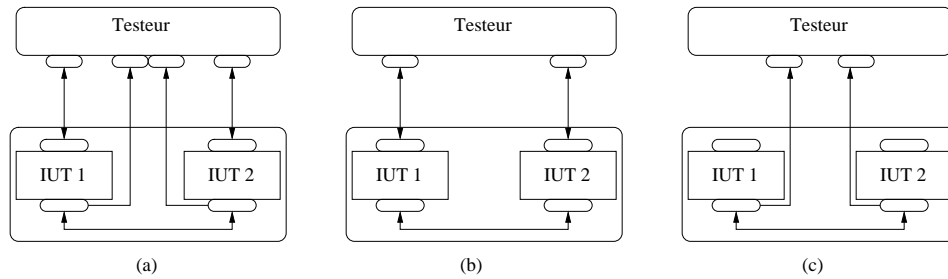 Testeur
IUT 1
IUT 2
(a)
Testeur
IUT 1
IUT 2
(b)
Testeur
IUT 1
IUT 2
(c)